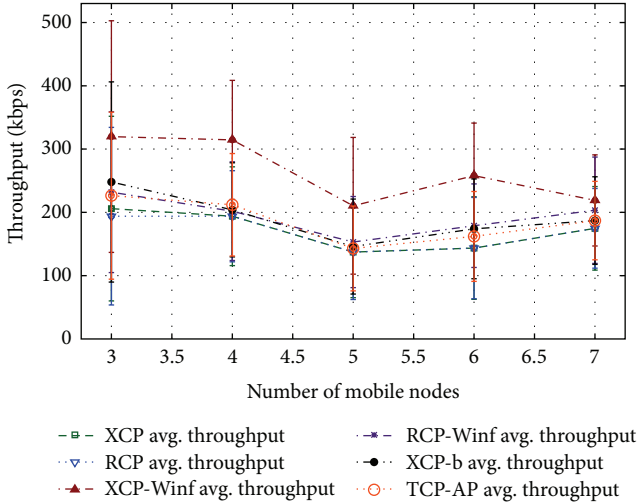 500
400
300
200
100
0
Throughput (kbps)
3 3.5 4 4.5 5 5.5 6 6.5 7
Number of mobile nodes
XCP avg. throughput
RCP avg. throughput
XCP-Winf avg. throughput
RCP-Winf avg. throughput
XCP-b avg. throughput
TCP-AP avg. throughput